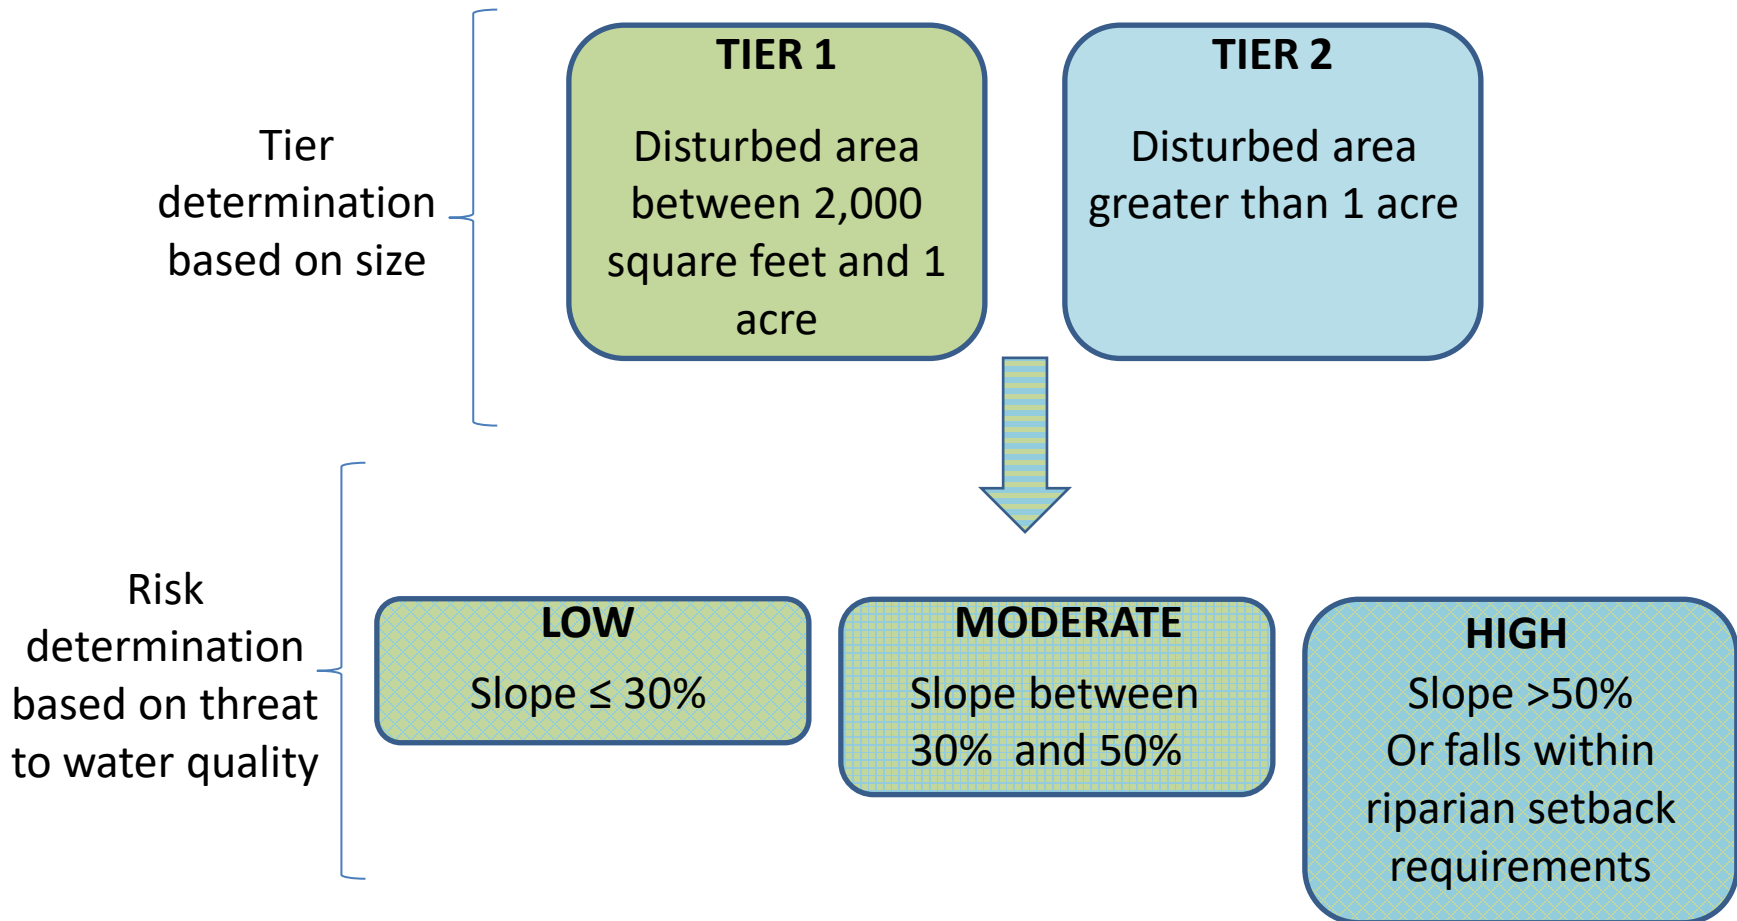 Tier
determination
based on size
TIER 1
Disturbed area
between 2,000
square feet and 1
acre
TIER 2
Disturbed area
greater than 1 acre
Risk
determination
based on threat
to water quality
LOW
Slope ≤ 30%
MODERATE
Slope between
30% and 50%
HIGH
Slope >50%
Or falls within
riparian setback
requirements